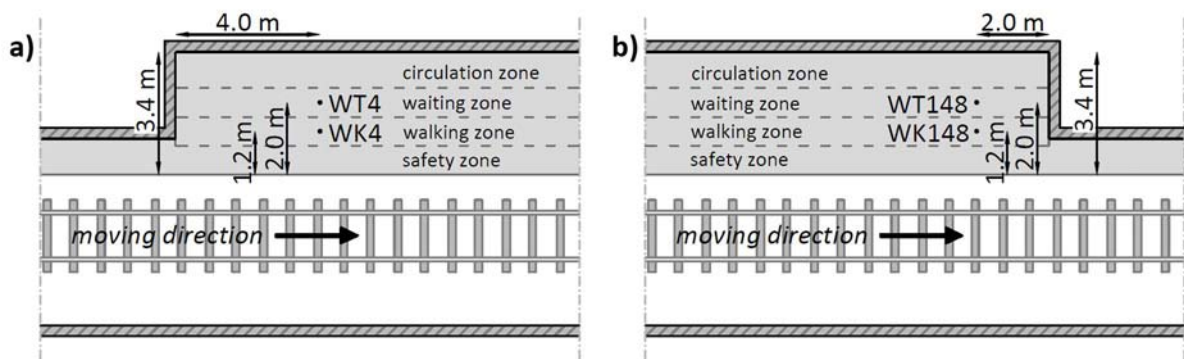 a)
4.0 m
3.4 m
circulation zone
• WT4 waiting zone
• WK4 walking zone
safety zone
1.2 m
2.0 m
moving direction
b)
2.0 m
circulation zone
waiting zone WT148 •
walking zone WK148 •
safety zone
1.2 m
2.0 m
3.4 m
moving direction